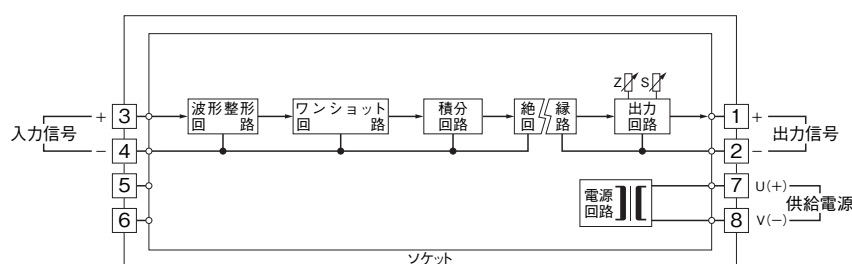 Z S
波形整形
回 路
ワンショット
回 路
積分
回路
絶 縁
回 路
出力
回路
入力信号
+ 3
− 4
5
6
1 +
2 −
出力信号
電源
回路
7 U(+)
8 V(−)
供給電源
ソケット